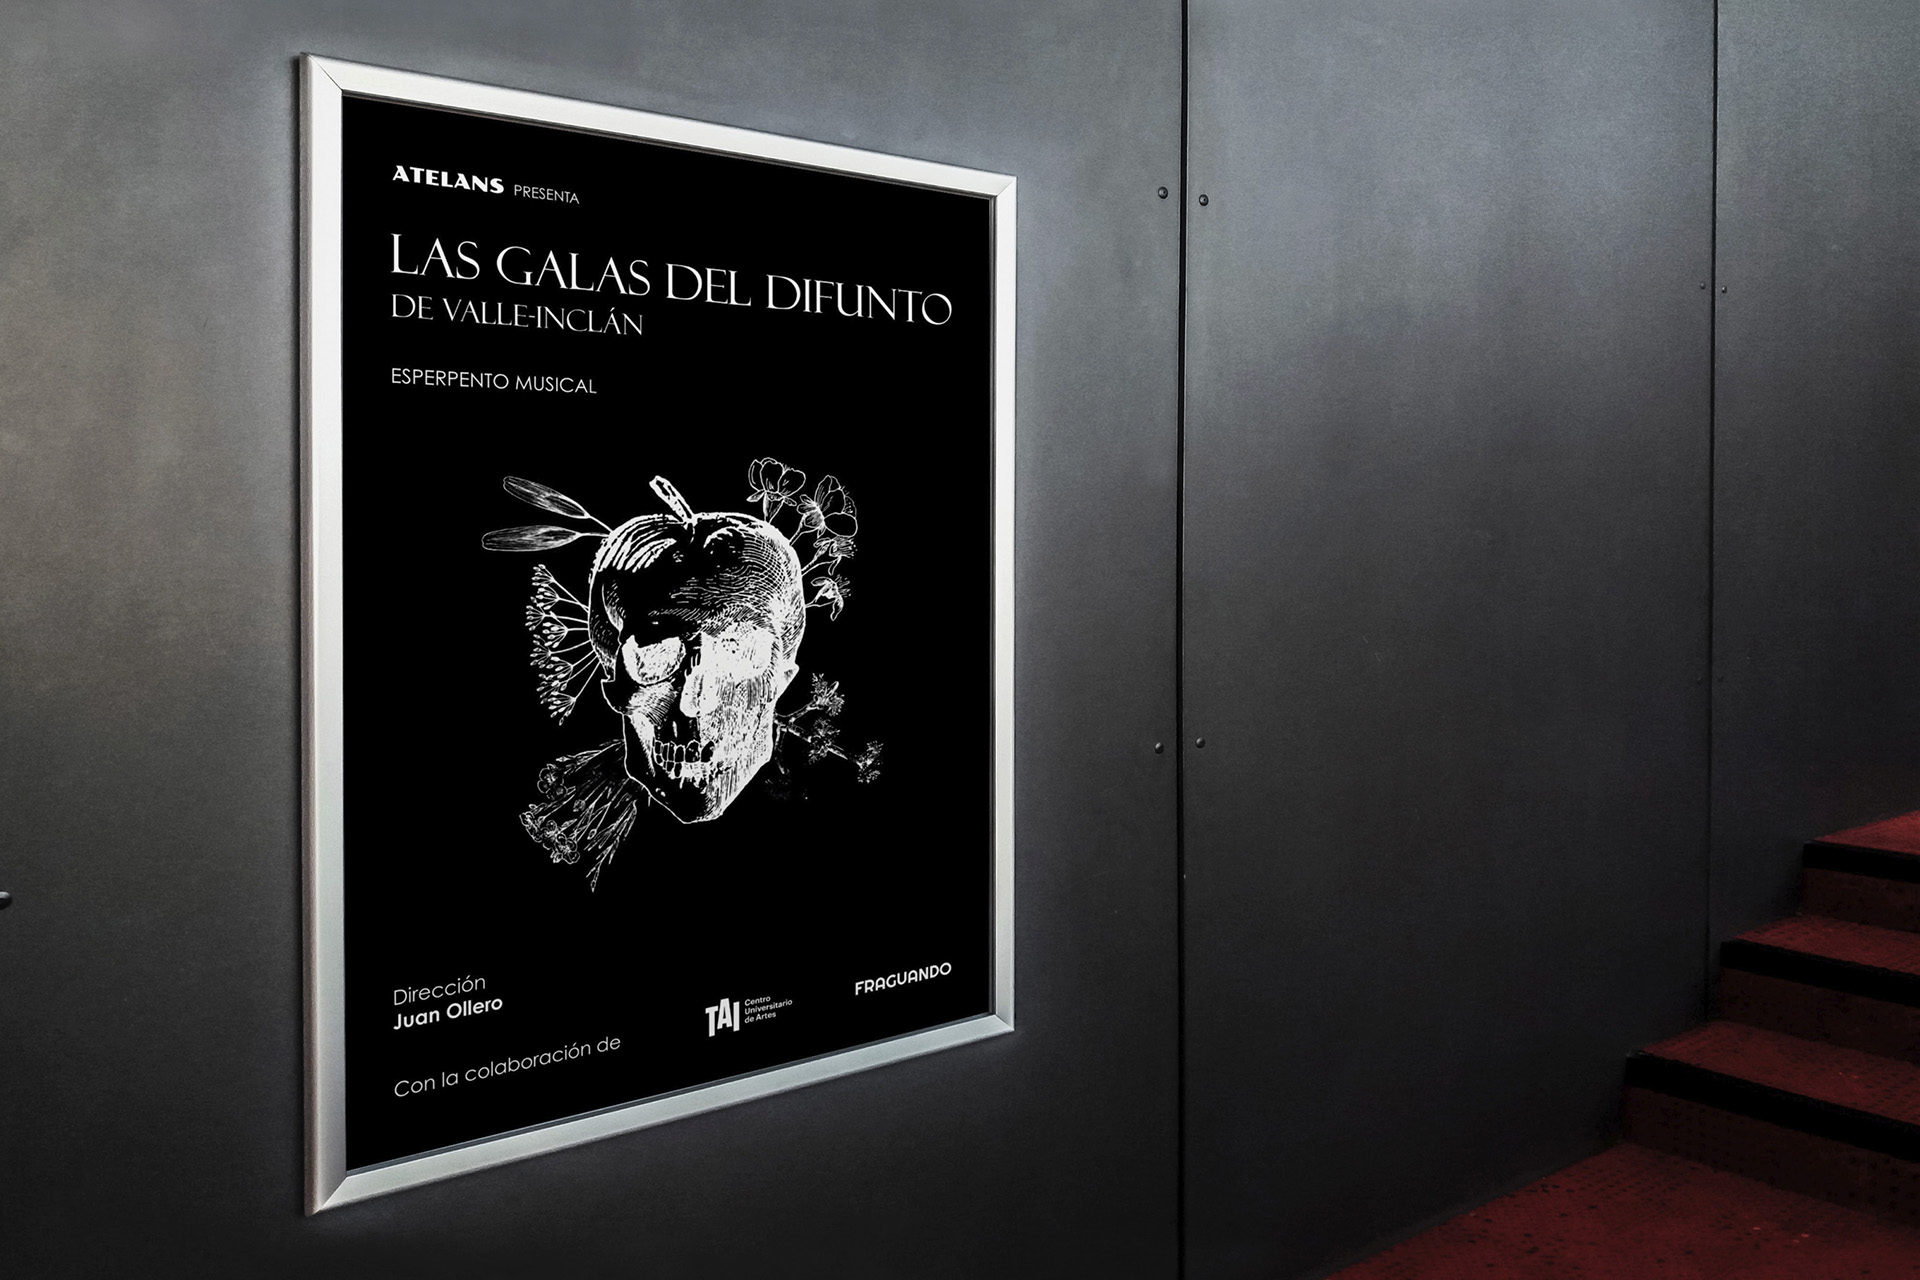 ATELANS PRESENTA
LAS GALAS DEL DIFUNTO
DE VALLE-INCLÁN
ESPERPENTO MUSICAL
Dirección
Juan Ollero
Con la colaboración de
TAI Centro
Universitario
de Artes
FRAGUANDO